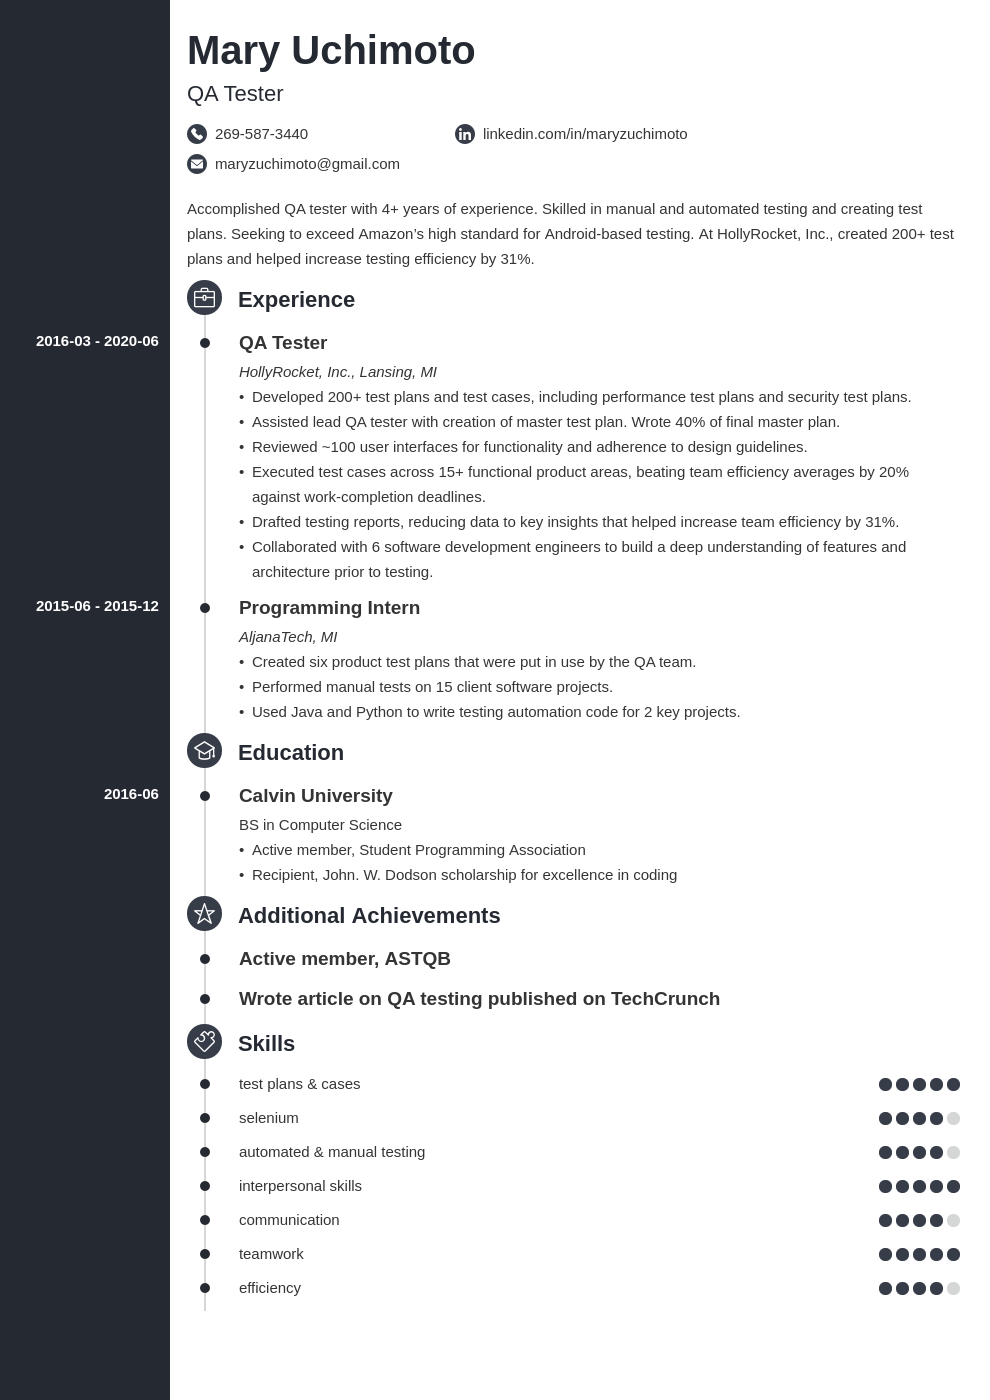 Mary Uchimoto
QA Tester
269-587-3440
linkedin.com/in/maryzuchimoto
maryzuchimoto@gmail.com
Accomplished QA tester with 4+ years of experience. Skilled in manual and automated testing and creating test
plans. Seeking to exceed Amazon’s high standard for Android-based testing. At HollyRocket, Inc., created 200+ test
plans and helped increase testing efficiency by 31%.
Experience
2016-03 - 2020-06
QA Tester
HollyRocket, Inc., Lansing, MI
• Developed 200+ test plans and test cases, including performance test plans and security test plans.
• Assisted lead QA tester with creation of master test plan. Wrote 40% of final master plan.
• Reviewed ~100 user interfaces for functionality and adherence to design guidelines.
• Executed test cases across 15+ functional product areas, beating team efficiency averages by 20%
against work-completion deadlines.
• Drafted testing reports, reducing data to key insights that helped increase team efficiency by 31%.
• Collaborated with 6 software development engineers to build a deep understanding of features and
architecture prior to testing.
2015-06 - 2015-12
Programming Intern
AljanaTech, MI
• Created six product test plans that were put in use by the QA team.
• Performed manual tests on 15 client software projects.
• Used Java and Python to write testing automation code for 2 key projects.
Education
2016-06
Calvin University
BS in Computer Science
• Active member, Student Programming Association
• Recipient, John. W. Dodson scholarship for excellence in coding
Additional Achievements
Active member, ASTQB
Wrote article on QA testing published on TechCrunch
Skills
test plans & cases
selenium
automated & manual testing
interpersonal skills
communication
teamwork
efficiency